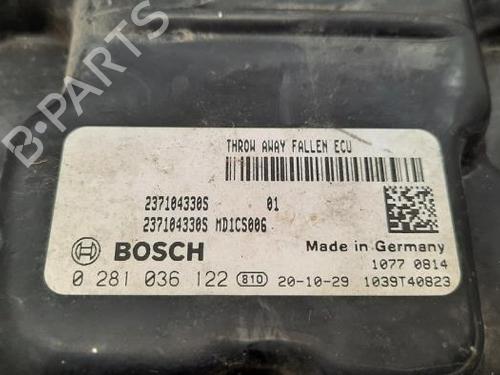 B-PARTS
THROW AWAY FALLEN ECU
237104330S 01
237104330S MD1CS006
BOSCH
Made in Germany
1077 0814
0 281 036 122 810 20-10-29 1039T40823